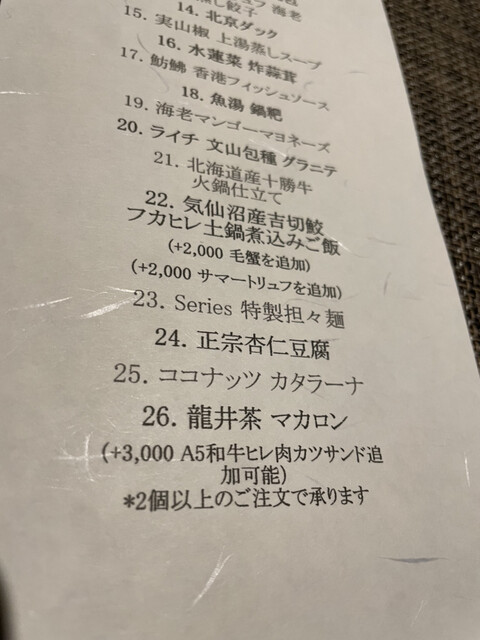 海老
蒸し餃子
14. 北京ダック
15. 実山椒 上湯蒸しスープ
16. 水蓮菜 炸蒜茸
17. 魴鮄 香港フィッシュソース
18. 魚湯 鍋粑
19. 海老マンゴーマヨネーズ
20. ライチ 文山包種 グラニテ
21. 北海道産十勝牛
火鍋仕立て
22. 気仙沼産吉切鮫
フカヒレ土鍋煮込みご飯
(+2,000 毛蟹を追加)
(+2,000 サマートリュフを追加)
23. Series 特製担々麺
24. 正宗杏仁豆腐
25. ココナッツ カタラーナ
26. 龍井茶 マカロン
(+3,000 A5和牛ヒレ肉カツサンド追
加可能)
*2個以上のご注文で承ります